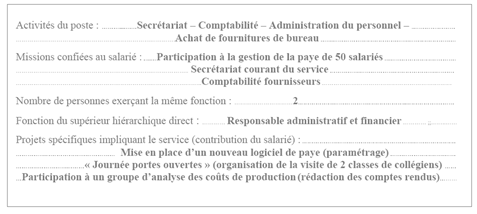 Activités du poste : Secrétariat – Comptabilité – Administration du personnel –
Achat de fournitures de bureau
Missions confiées au salarié : Participation à la gestion de la paye de 50 salariés
Secrétariat courant du service
Comptabilité fournisseurs
Nombre de personnes exerçant la même fonction : 2
Fonction du supérieur hiérarchique direct : Responsable administratif et financier
Projets spécifiques impliquant le service (contribution du salarié) :
Mise en place d'un nouveau logiciel de paye (paramétrage)
« Journée portes ouvertes » (organisation de la visite de 2 classes de collégiens)
Participation à un groupe d'analyse des coûts de production (rédaction des comptes rendus)